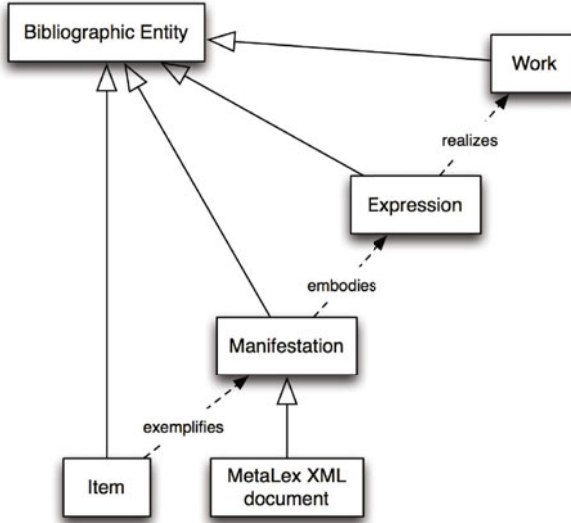 Bibliographic Entity
Work
realizes
Expression
embodies
Manifestation
exemplifies
Item
MetaLex XML
document